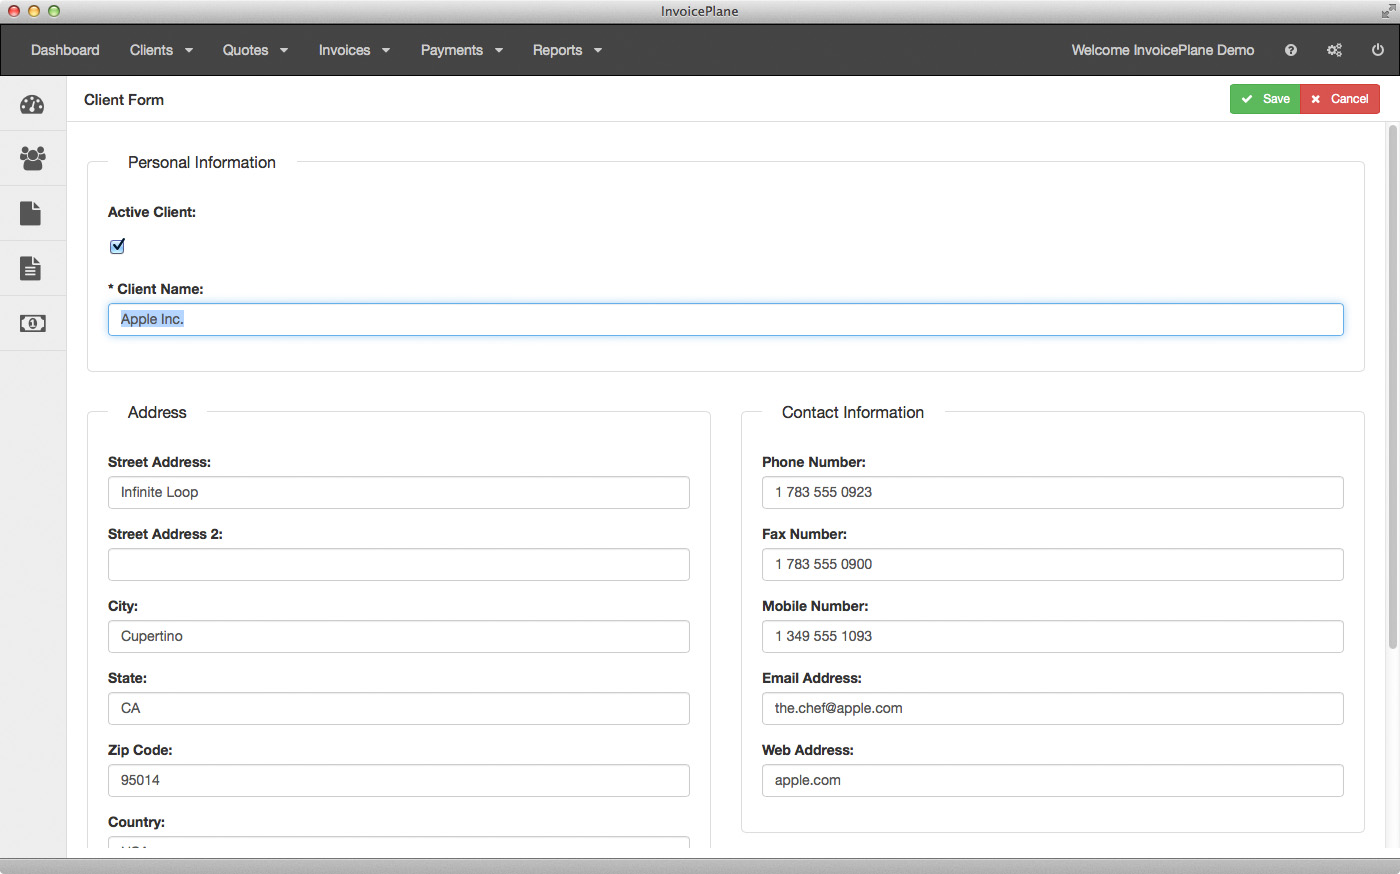 InvoicePlane
Dashboard Clients Quotes Invoices Payments Reports Welcome InvoicePlane Demo
Client Form Save Cancel
Personal Information
Active Client:
* Client Name:
Apple Inc.
Address
Street Address:
Infinite Loop
Street Address 2:
City:
Cupertino
State:
CA
Zip Code:
95014
Country:
Contact Information
Phone Number:
1 783 555 0923
Fax Number:
1 783 555 0900
Mobile Number:
1 349 555 1093
Email Address:
the.chef@apple.com
Web Address:
apple.com